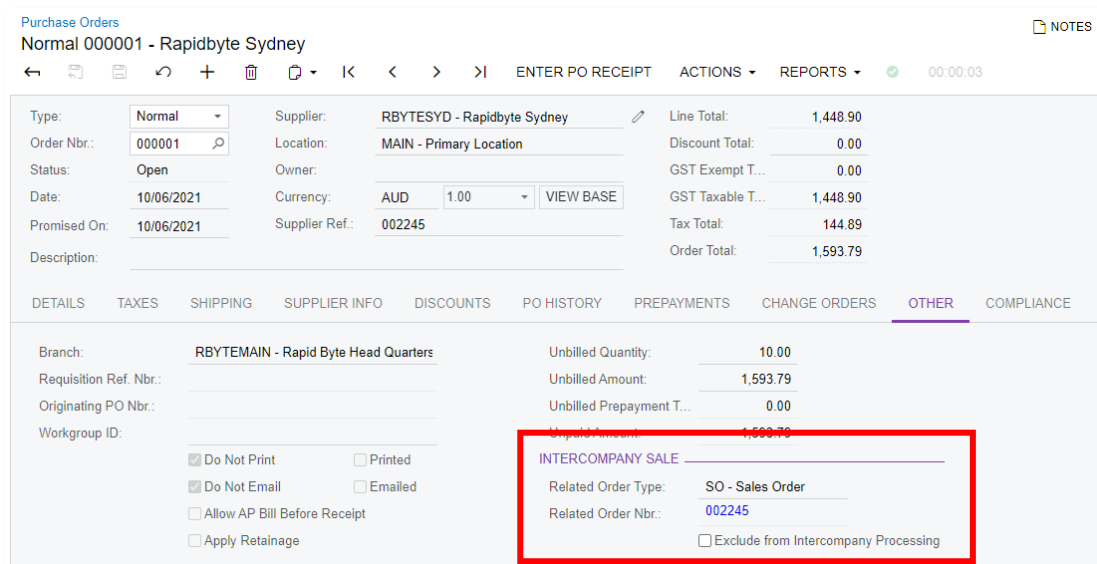 Purchase Orders
NOTES
Normal 000001 - Rapidbyte Sydney
ENTER PO RECEIPT ACTIONS REPORTS 00:00:03
Type: Normal Supplier: RBYTESYD - Rapidbyte Sydney Line Total: 1,448.90
Order Nbr.: 000001 Location: MAIN - Primary Location Discount Total: 0.00
Status: Open Owner: GST Exempt T... 0.00
Date: 10/06/2021 Currency: AUD 1.00 VIEW BASE GST Taxable T... 1,448.90
Promised On: 10/06/2021 Supplier Ref.: 002245 Tax Total: 144.89
Description: Order Total: 1,593.79
DETAILS TAXES SHIPPING SUPPLIER INFO DISCOUNTS PO HISTORY PREPAYMENTS CHANGE ORDERS OTHER COMPLIANCE
Branch: RBYTEMAIN - Rapid Byte Head Quarters Unbilled Quantity: 10.00
Requisition Ref. Nbr.: Unbilled Amount: 1,593.79
Originating PO Nbr.: Unbilled Prepayment T... 0.00
Workgroup ID: Unpaid Amount: 1,593.79
Do Not Print Printed INTERCOMPANY SALE
Do Not Email Emailed Related Order Type: SO - Sales Order
Allow AP Bill Before Receipt Related Order Nbr.: 002245
Apply Retainage Exclude from Intercompany Processing